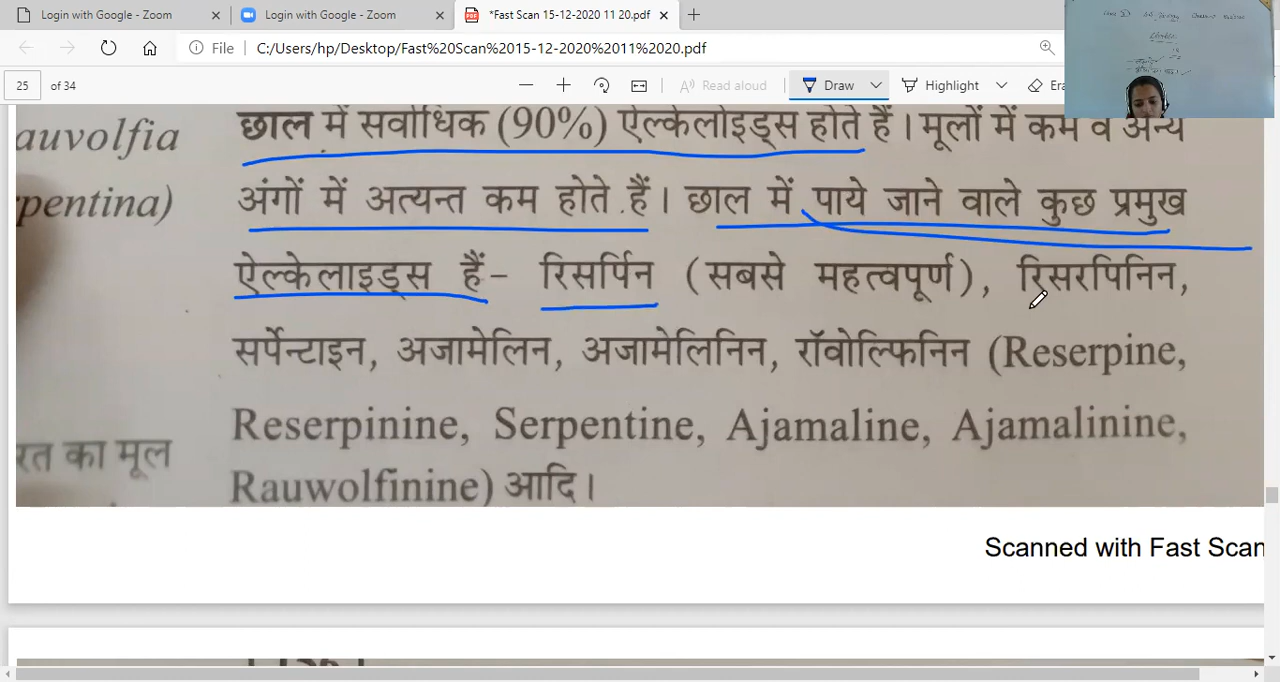 Login with Google - Zoom
Login with Google - Zoom
*Fast Scan 15-12-2020 11 20.pdf
File
C:/Users/hp/Desktop/Fast%20Scan%2015-12-2020%2011%2020.pdf
25 of 34
Read aloud
Draw
Highlight
Era
auvolfia
pentina)
रत का मूल
छाल में सर्वाधिक (90%) ऐल्केलोइड्स होते हैं। मूलों में कम व अन्य
अंगों में अत्यन्त कम होते हैं। छाल में पाये जाने वाले कुछ प्रमुख
ऐल्केलाइड्स हैं- रिसर्पिन (सबसे महत्वपूर्ण), रिसरपिनिन,
सर्पेन्टाइन, अजामेलिन, अजामेलिनिन, रॉवोल्फिनिन (Reserpine,
Reserpinine, Serpentine, Ajamaline, Ajamalinine,
Rauwolfinine) आदि।
Scanned with Fast Scan